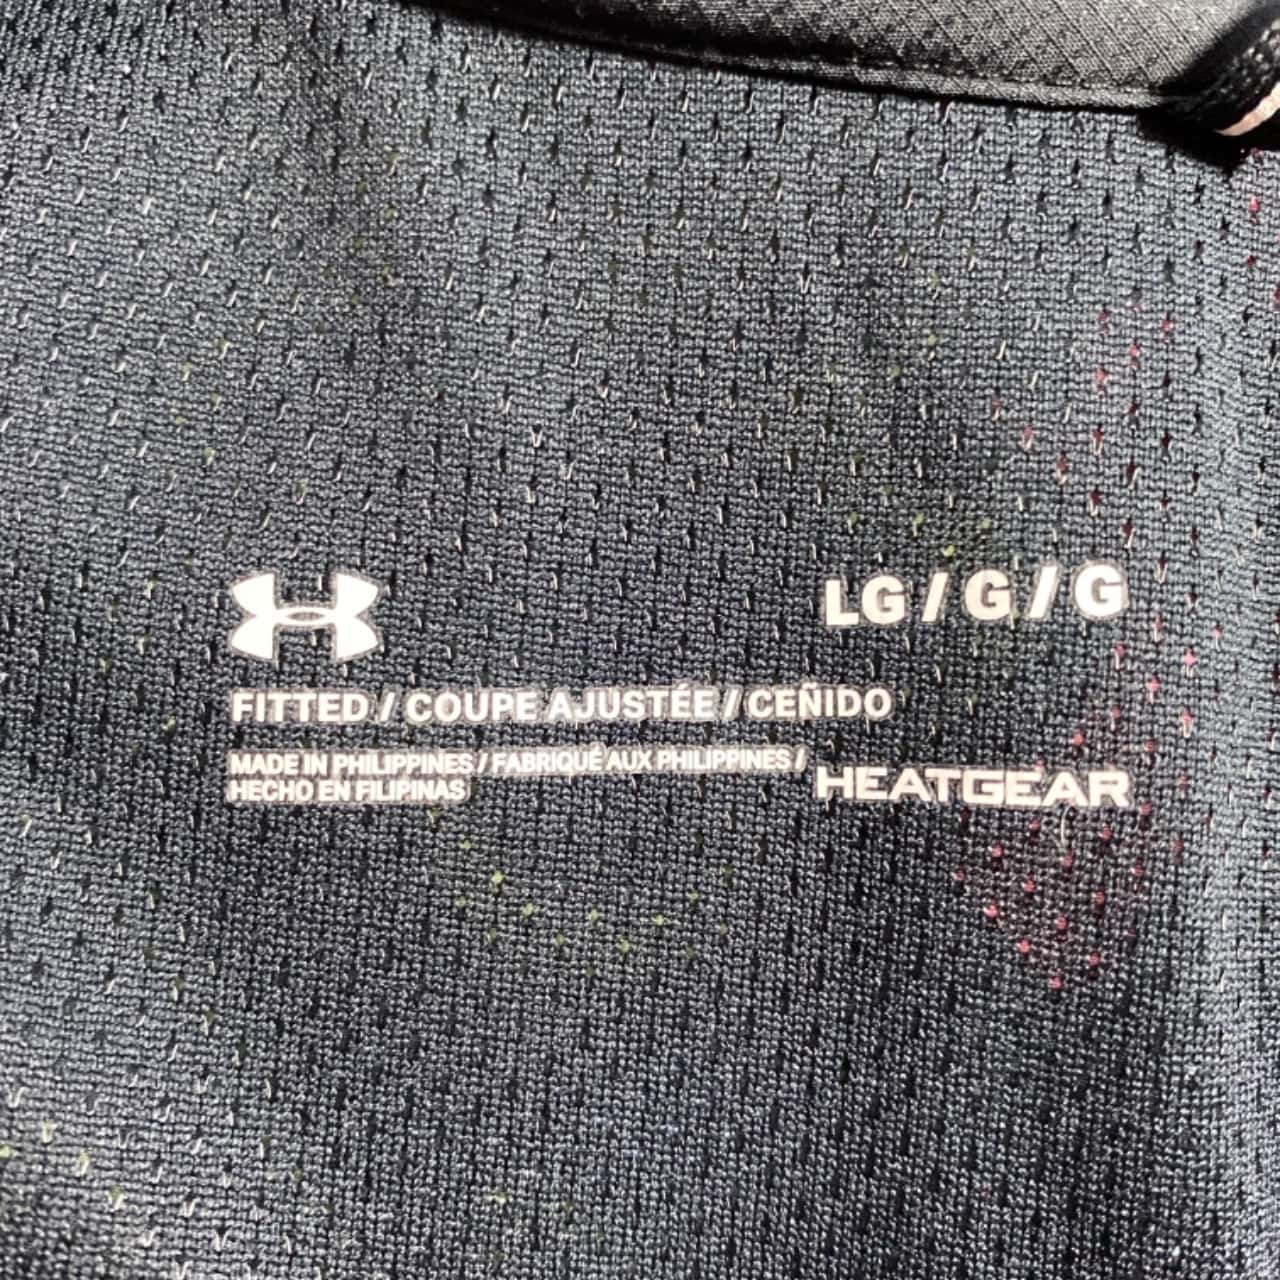 LG / G / G
FITTED / COUPE AJUSTÉE / CEÑIDO
MADE IN PHILIPPINES / FABRIQUÉ AUX PHILIPPINES /
HECHO EN FILIPINAS
HEATGEAR